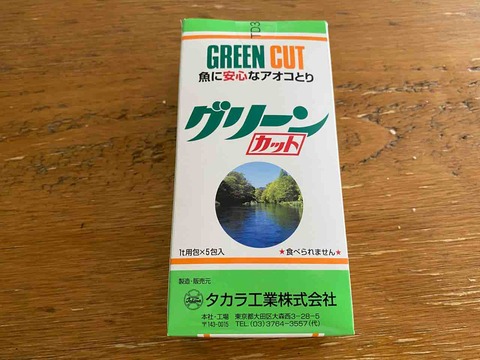 TD3
GREEN CUT
魚に安心なアオコとり
グリーン
カット
1t用包×5包入
★食べられません★
製造・販売元
タカラ工業株式会社
本社・工場 東京都大田区大森西3-28-5
〒143-0015 TEL:(03)3764-3557(代)